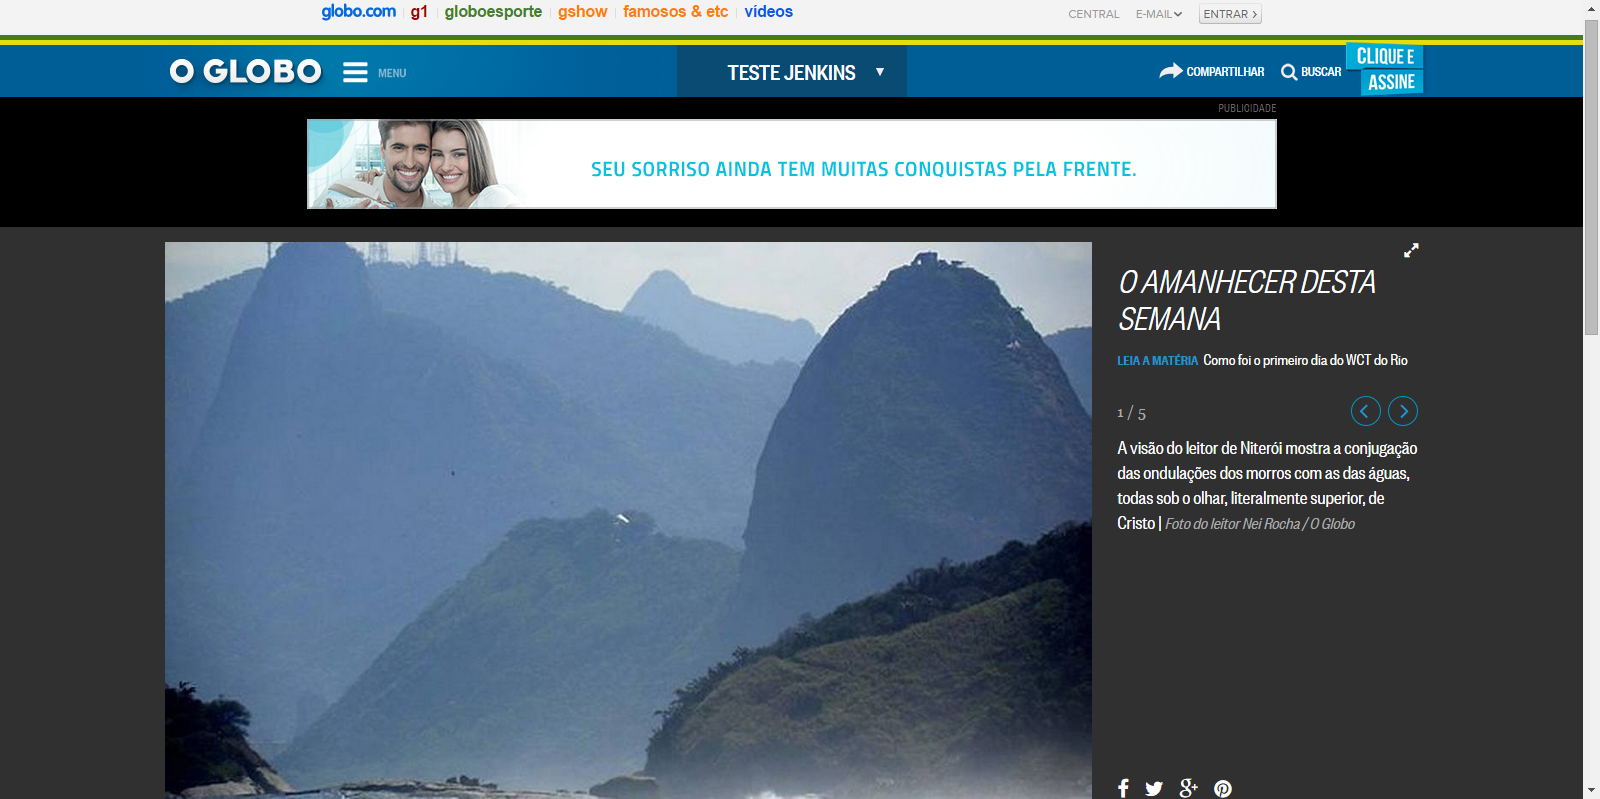 globo.com g1 globoesporte gshow famosos & etc vídeos CENTRAL E-MAIL ENTRAR
O GLOBO MENU TESTE JENKINS COMPARTILHAR BUSCAR CLIQUE E
ASSINE
PUBLICIDADE
SEU SORRISO AINDA TEM MUITAS CONQUISTAS PELA FRENTE.
O AMANHECER DESTA
SEMANA
LEIA A MATÉRIA Como foi o primeiro dia do WCT do Rio
1 / 5
A visão do leitor de Niterói mostra a conjugação
das ondulações dos morros com as das águas,
todas sob o olhar, literalmente superior, de
Cristo | Foto do leitor Nei Rocha / O Globo